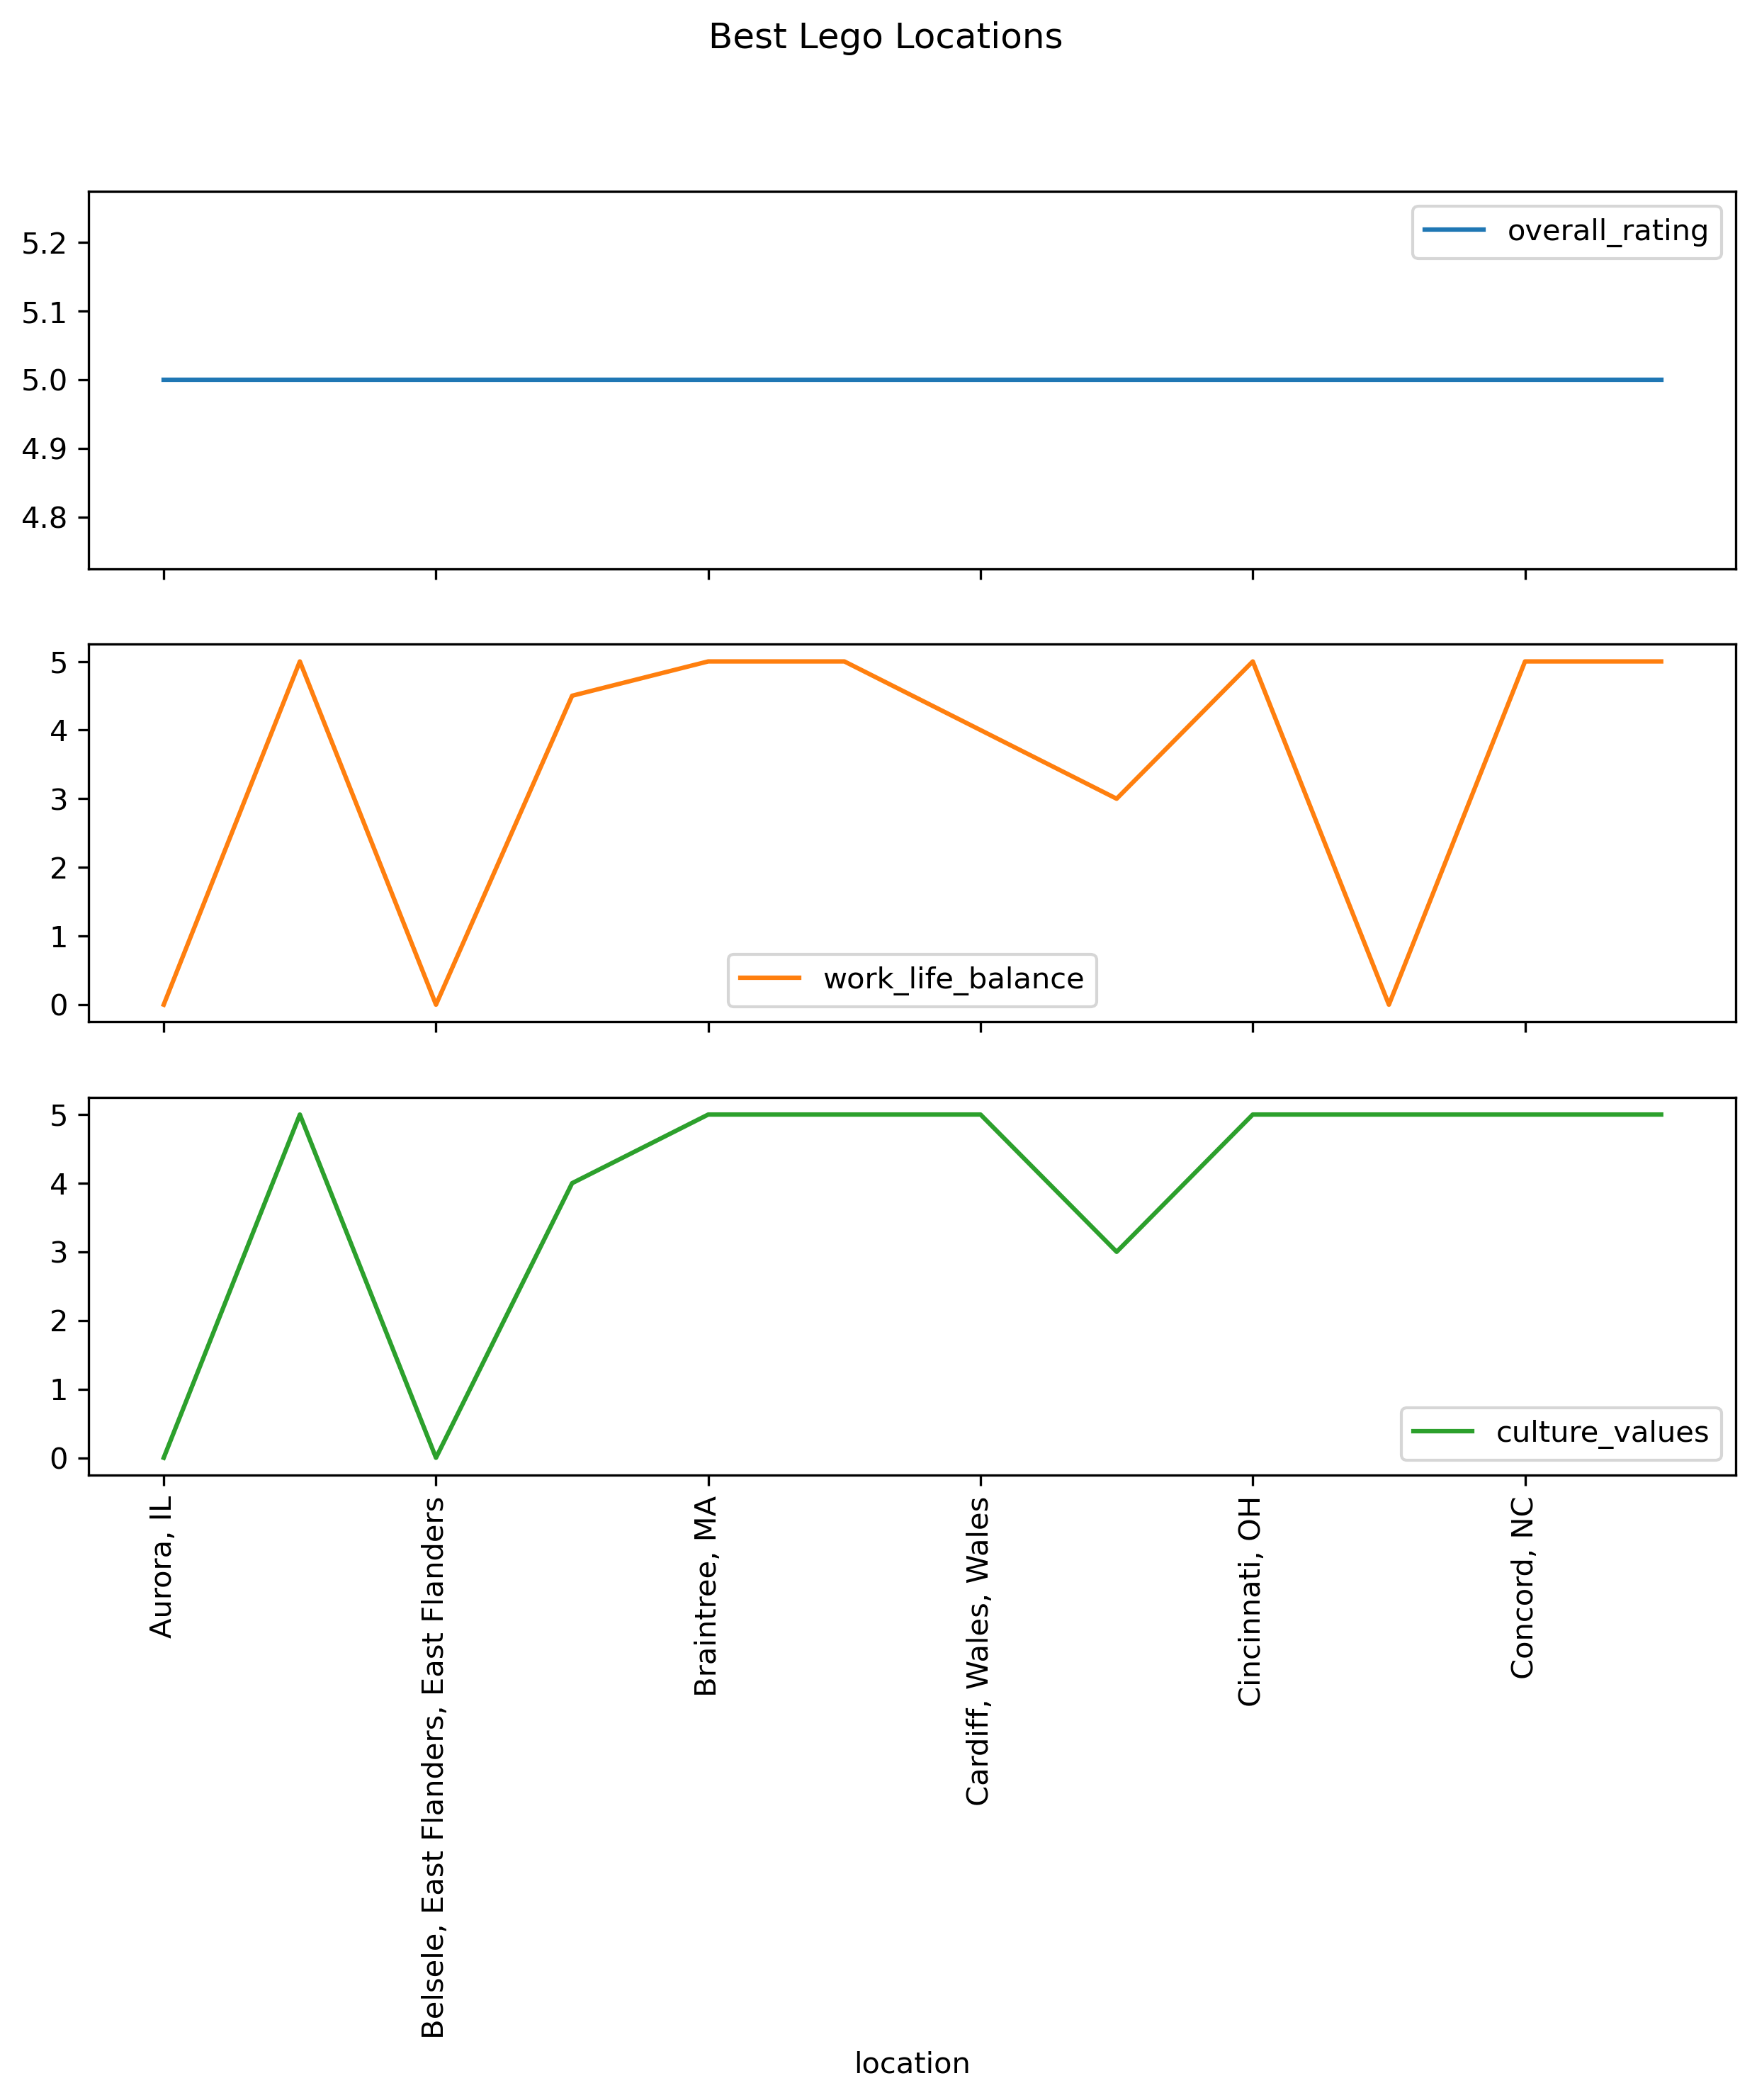 Best Lego Locations
overall_rating
5.2
5.1
5.0
4.9
4.8
5
4
3
2
1
0
work_life_balance
5
4
3
2
1
0
culture_values
Aurora, IL
Belsele, East Flanders, East Flanders
Braintree, MA
Cardiff, Wales, Wales
Cincinnati, OH
Concord, NC
location